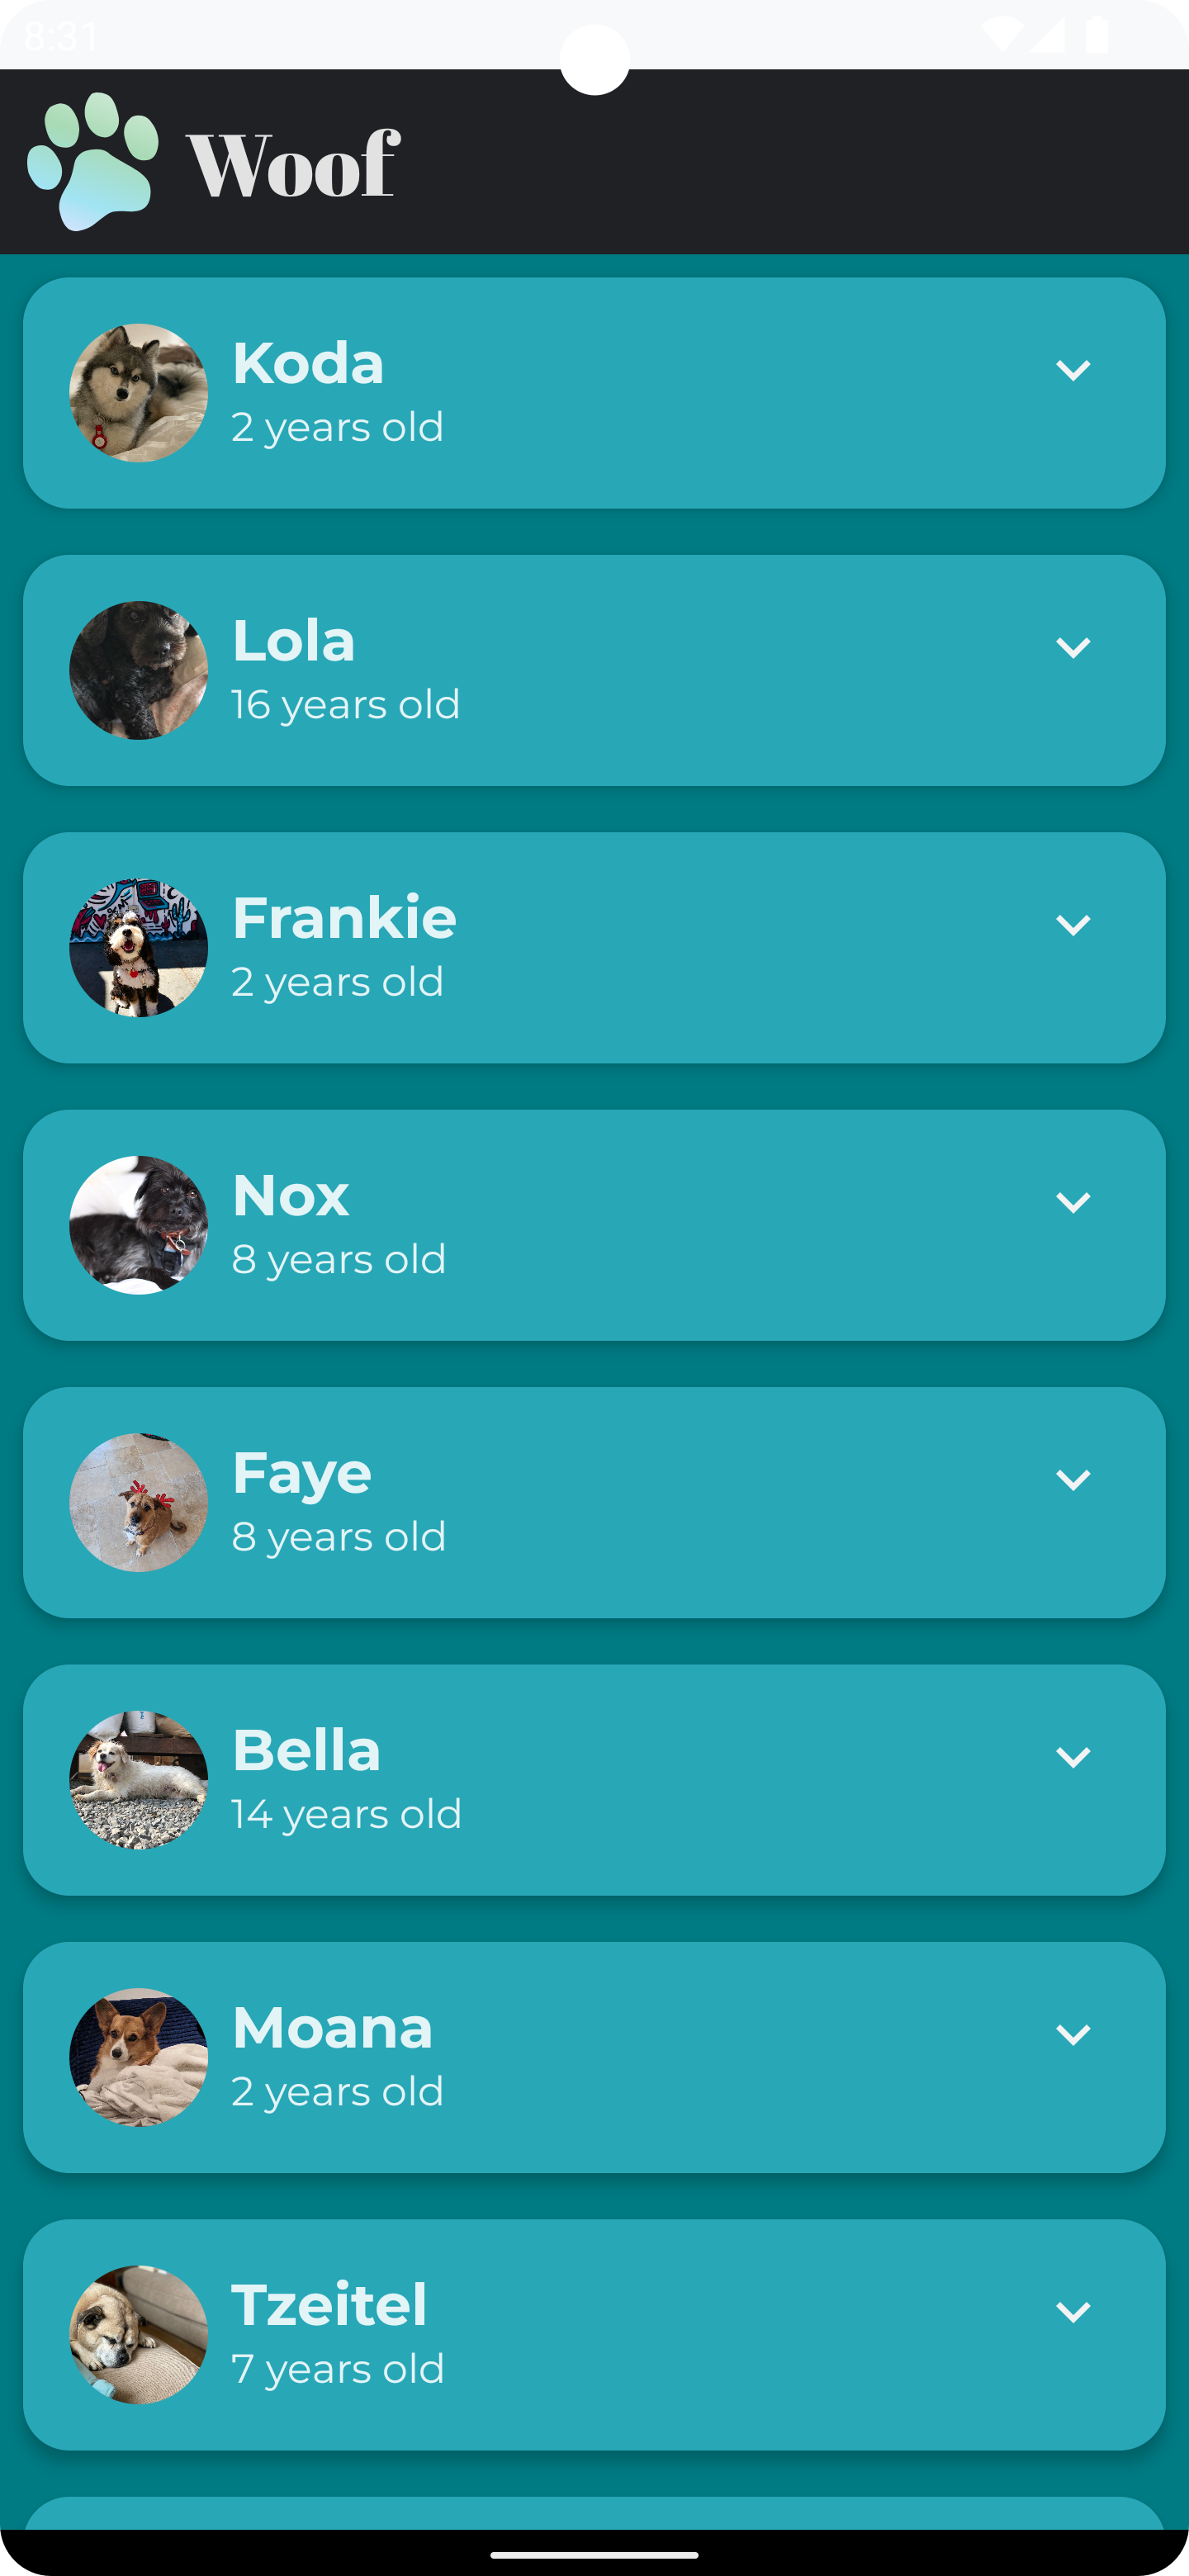 8:31
Woof
Koda
2 years old
Lola
16 years old
Frankie
2 years old
Nox
8 years old
Faye
8 years old
Bella
14 years old
Moana
2 years old
Tzeitel
7 years old